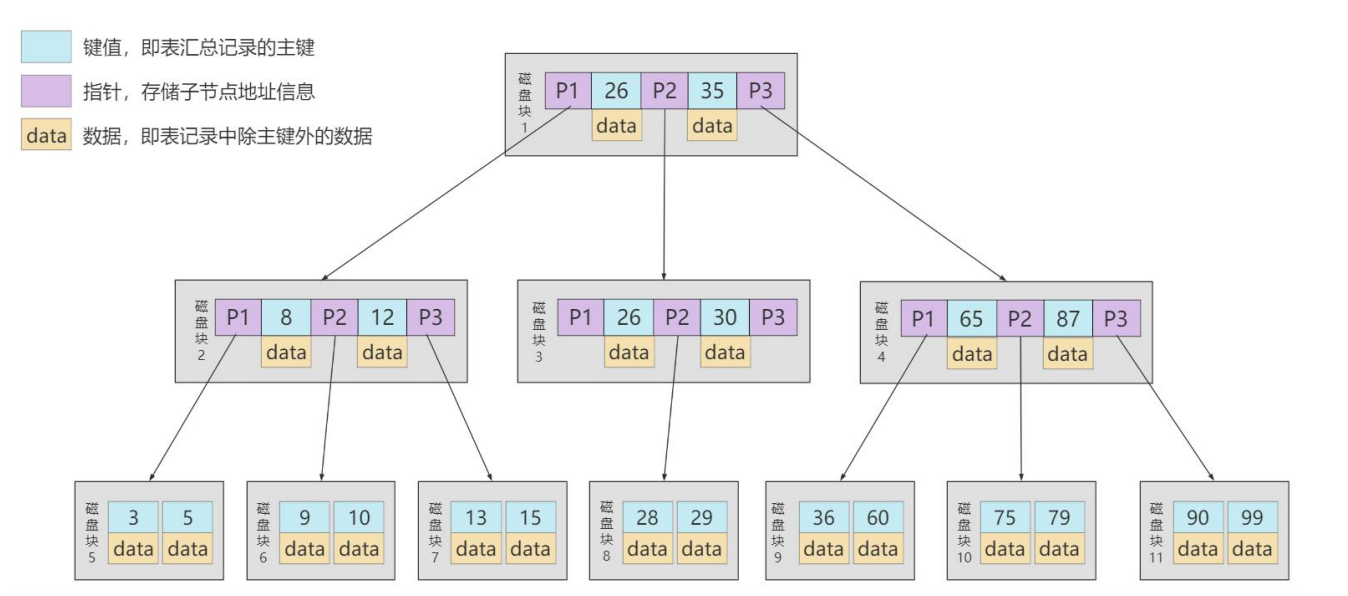 键值，即表汇总记录的主键
指针，存储子节点地址信息
data 数据，即表记录中除主键外的数据
磁盘块1
P1 26 P2 35 P3
data data
磁盘块2
P1 8 P2 12 P3
data data
磁盘块3
P1 26 P2 30 P3
data data
磁盘块4
P1 65 P2 87 P3
data data
磁盘块5
3 5
data data
磁盘块6
9 10
data data
磁盘块7
13 15
data data
磁盘块8
28 29
data data
磁盘块9
36 60
data data
磁盘块10
75 79
data data
磁盘块11
90 99
data data